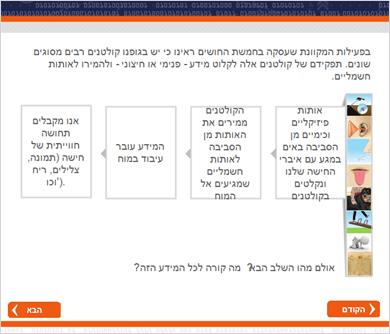 בפעילות המקוונת שעסקה בחמשת החושים ראינו כי יש בגופנו קולטנים רבים מסוגים
שונים. תפקידם של קולטנים אלה לקלוט מידע - פנימי או חיצוני - ולהמירו לאותות
חשמליים.
אותות
פיזיקליים
וכימיים מן
הסביבה באים
במגע עם איברי
החישה שלנו
ונקלטים
בקולטנים
הקולטנים
ממירים את
האותות מן
הסביבה
לאותות
חשמליים
שמגיעים אל
המוח
המידע עובר
עיבוד במוח
אנו מקבלים
תחושה
חווייתית של
חישה (תמונה,
צלילים, ריח
וכו').
אולם מהו השלב הבא? מה קורה לכל המידע הזה?
הקודם
הבא